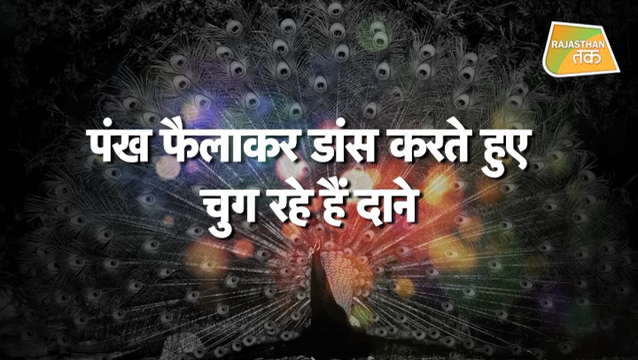 RAJASTHAN
तक
पंख फैलाकर डांस करते हुए
चुग रहे हैं दाने